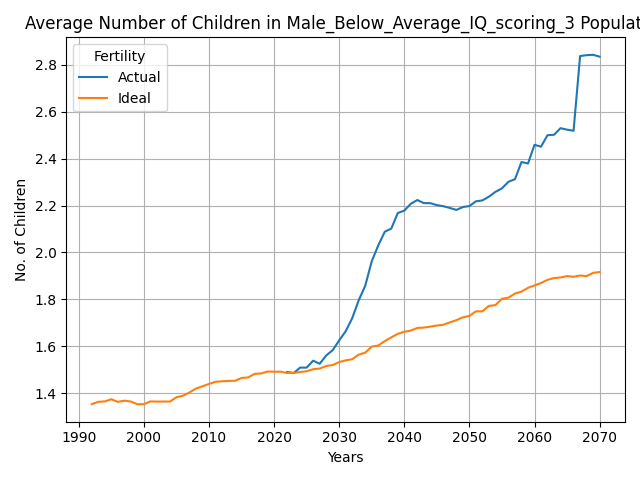 Average Number of Children in Male_Below_Average_IQ_scoring_3 Populat
Fertility
Actual
Ideal
2.8
2.6
2.4
2.2
2.0
1.8
1.6
1.4
No. of Children
1990 2000 2010 2020 2030 2040 2050 2060 2070
Years